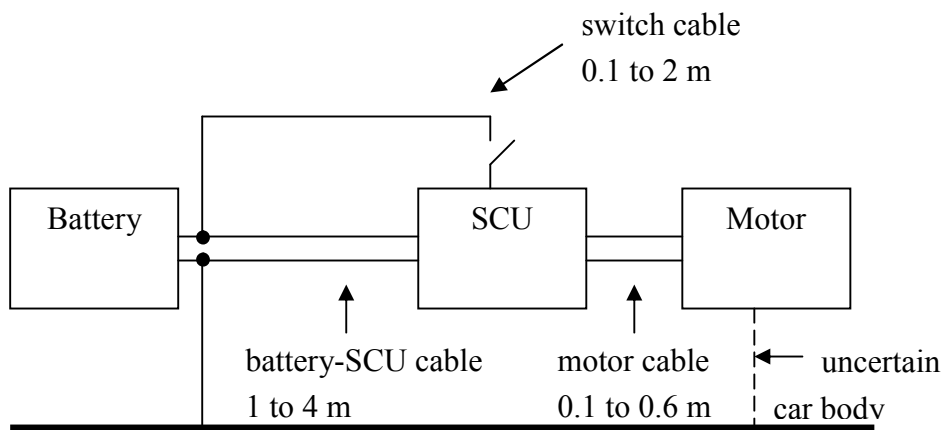 switch cable
0.1 to 2 m
Battery
SCU
Motor
battery-SCU cable
1 to 4 m
motor cable
0.1 to 0.6 m
uncertain
car body